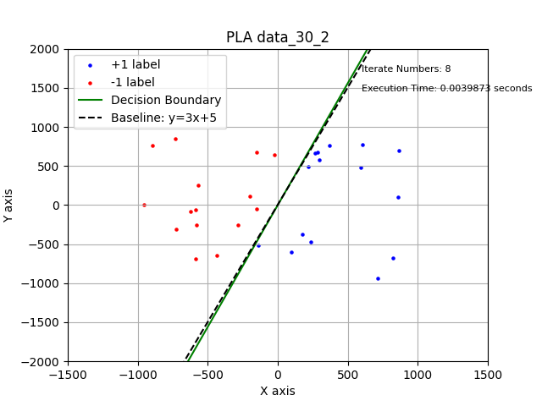 PLA data_30_2
2000
1500
1000
500
0
−500
−1000
−1500
−2000
Y axis
+1 label
-1 label
Decision Boundary
Baseline: y=3x+5
Iterate Numbers: 8
Execution Time: 0.0039873 seconds
−1500
−1000
−500
0
500
1000
1500
X axis